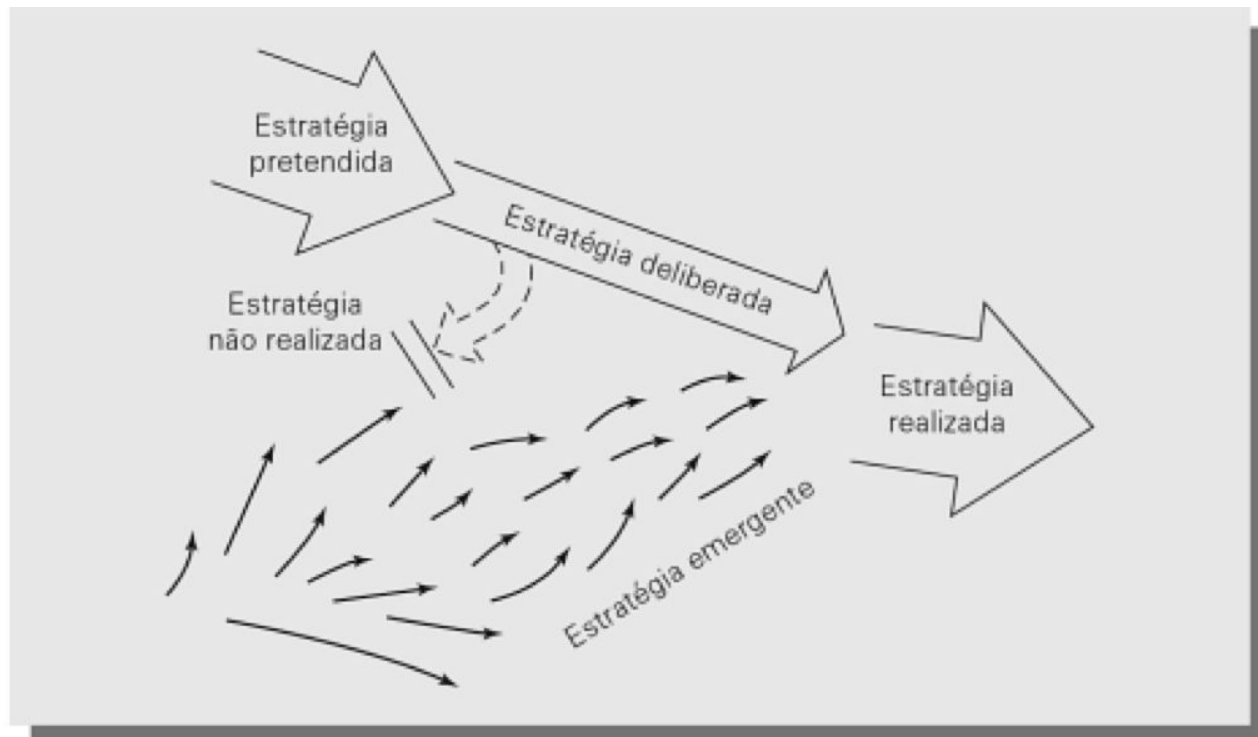 Estratégia
pretendida
Estratégia deliberada
Estratégia
não realizada
Estratégia
realizada
Estratégia emergente